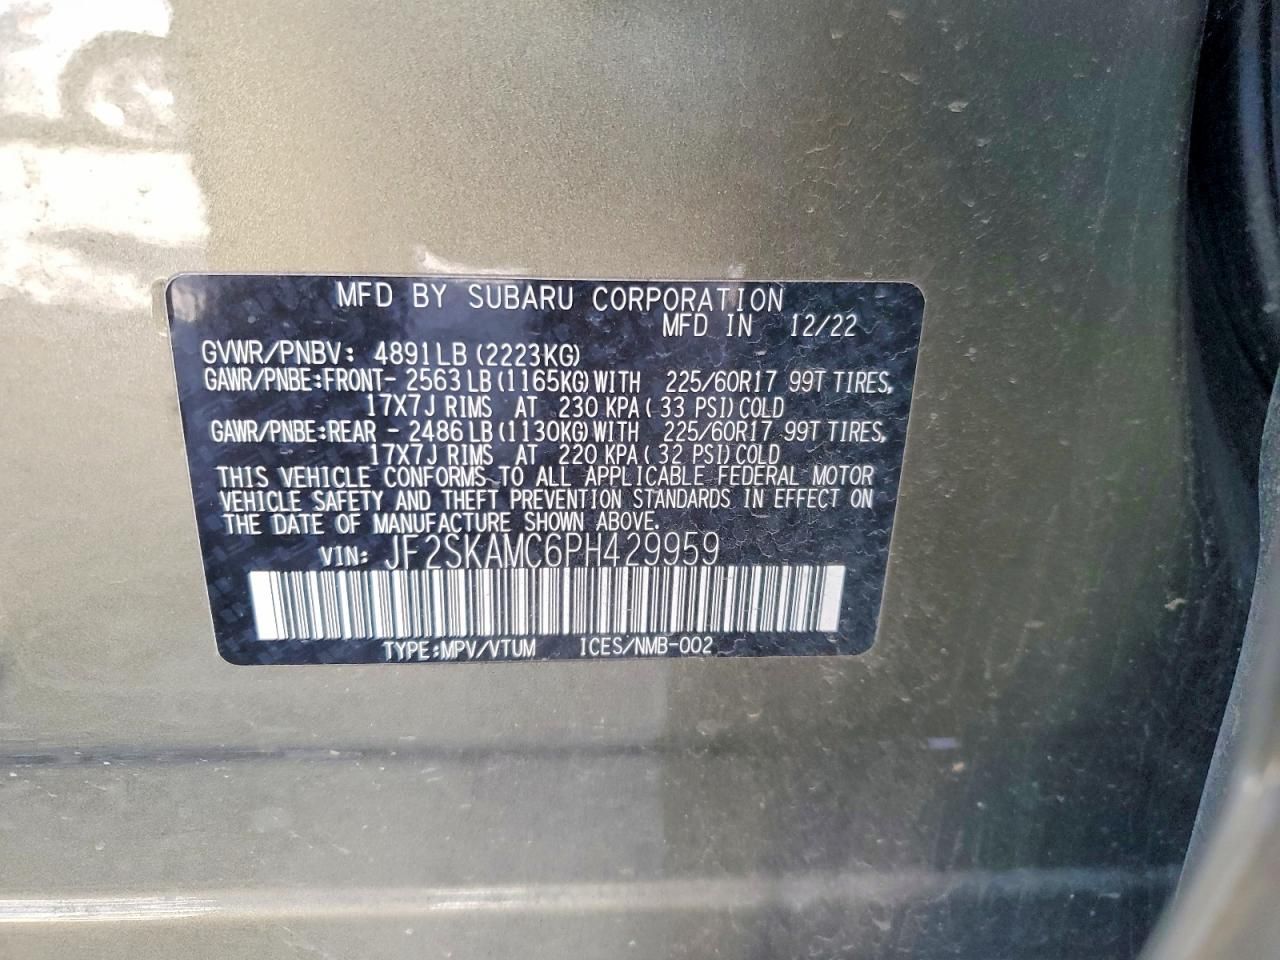 MFD BY SUBARU CORPORATION
MFD IN 12/22
GVWR/PNBV: 4891LB (2223KG)
GAWR/PNBE:FRONT- 2563LB (1165KG) WITH 225/60R17 99T TIRES,
17X7J RIMS AT 230 KPA ( 33 PSI) COLD
GAWR/PNBE:REAR - 2486LB (1130KG) WITH 225/60R17 99T TIRES,
17X7J RIMS AT 220 KPA ( 32 PSI) COLD
THIS VEHICLE CONFORMS TO ALL APPLICABLE FEDERAL MOTOR
VEHICLE SAFETY AND THEFT PREVENTION STANDARDS IN EFFECT ON
THE DATE OF MANUFACTURE SHOWN ABOVE.
VIN: JF2SKAMC6PH429959
TYPE:MPV/VTUM ICES/NMB-002